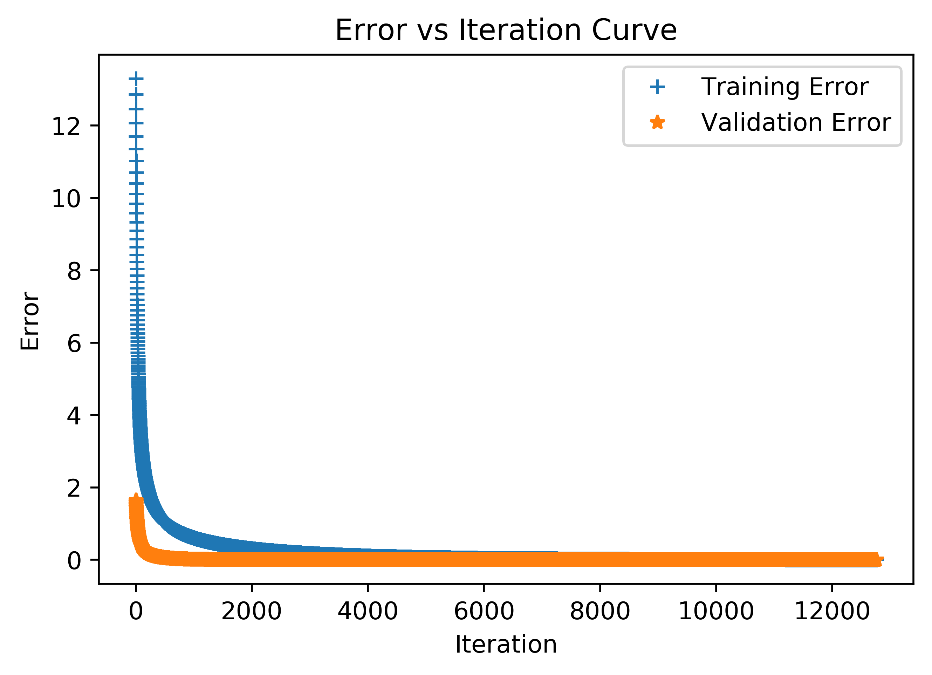 Error vs Iteration Curve
Training Error
Validation Error
12
10
8
6
4
2
0
Error
0 2000 4000 6000 8000 10000 12000
Iteration